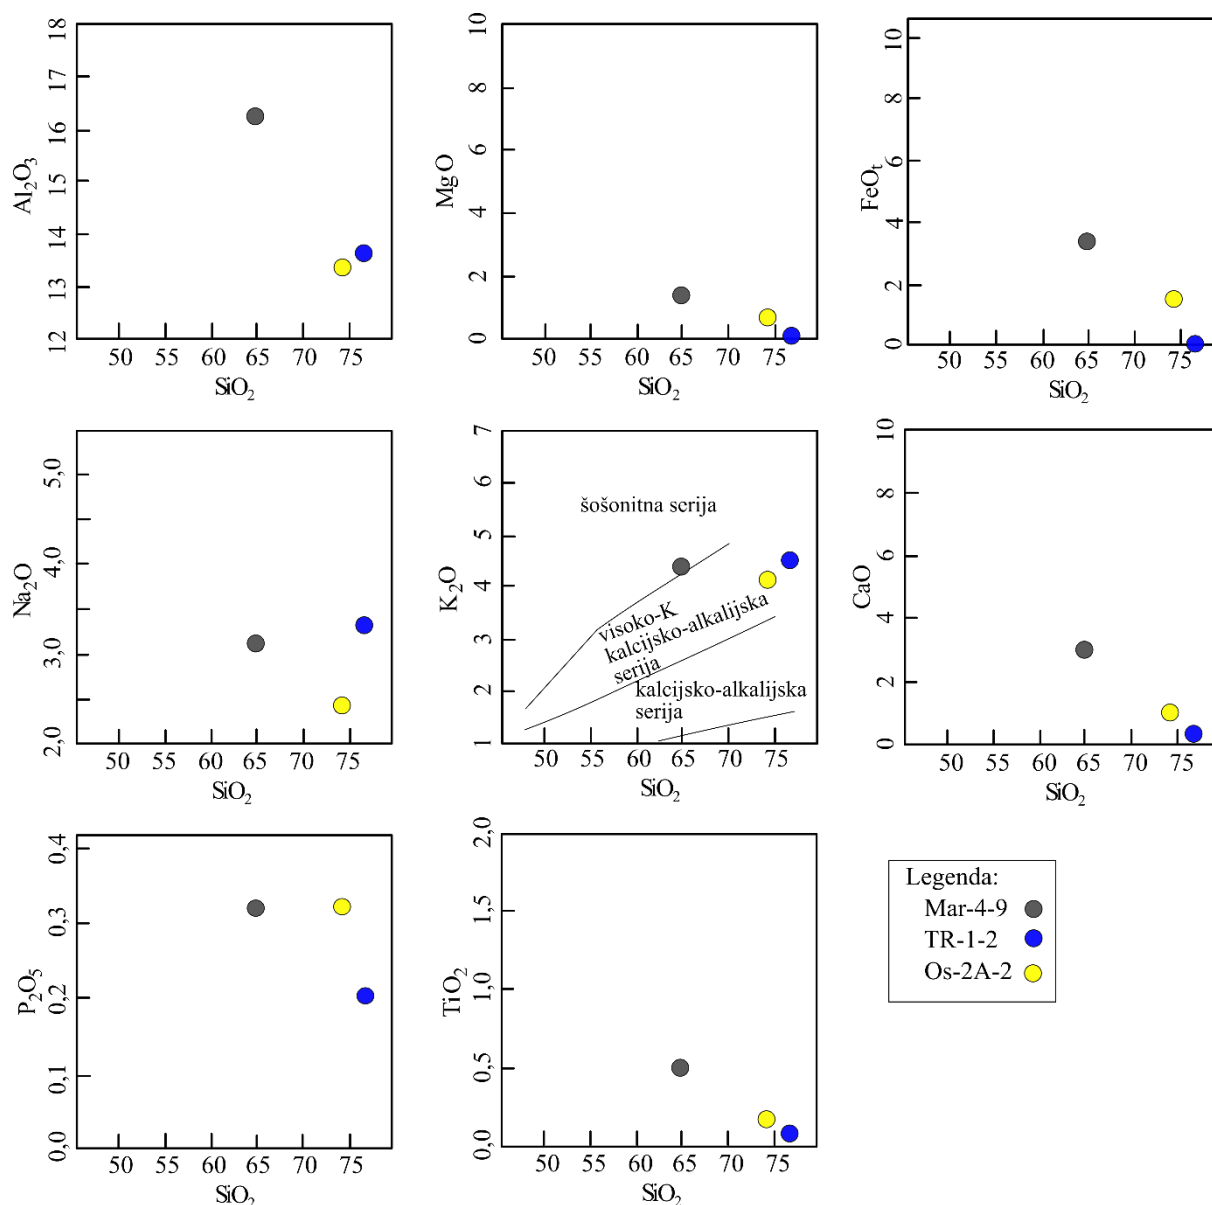 Al₂O₃
18
17
16
15
14
13
12
50 55 60 65 70 75
SiO₂
MgO
10
8
6
4
2
0
50 55 60 65 70 75
SiO₂
FeOₜ
10
8
6
4
2
0
50 55 60 65 70 75
SiO₂
Na₂O
5,0
4,0
3,0
2,0
50 55 60 65 70 75
SiO₂
K₂O
7
6
5
4
3
2
1
šošonitna serija
visoko-K
kalcijsko-alkalijska
serija
kalcijsko-alkalijska
serija
50 55 60 65 70 75
SiO₂
CaO
10
8
6
4
2
0
50 55 60 65 70 75
SiO₂
P₂O₅
0,4
0,3
0,2
0,1
0,0
50 55 60 65 70 75
SiO₂
TiO₂
2,0
1,5
1,0
0,5
0,0
50 55 60 65 70 75
SiO₂
Legenda:
Mar-4-9
TR-1-2
Os-2A-2